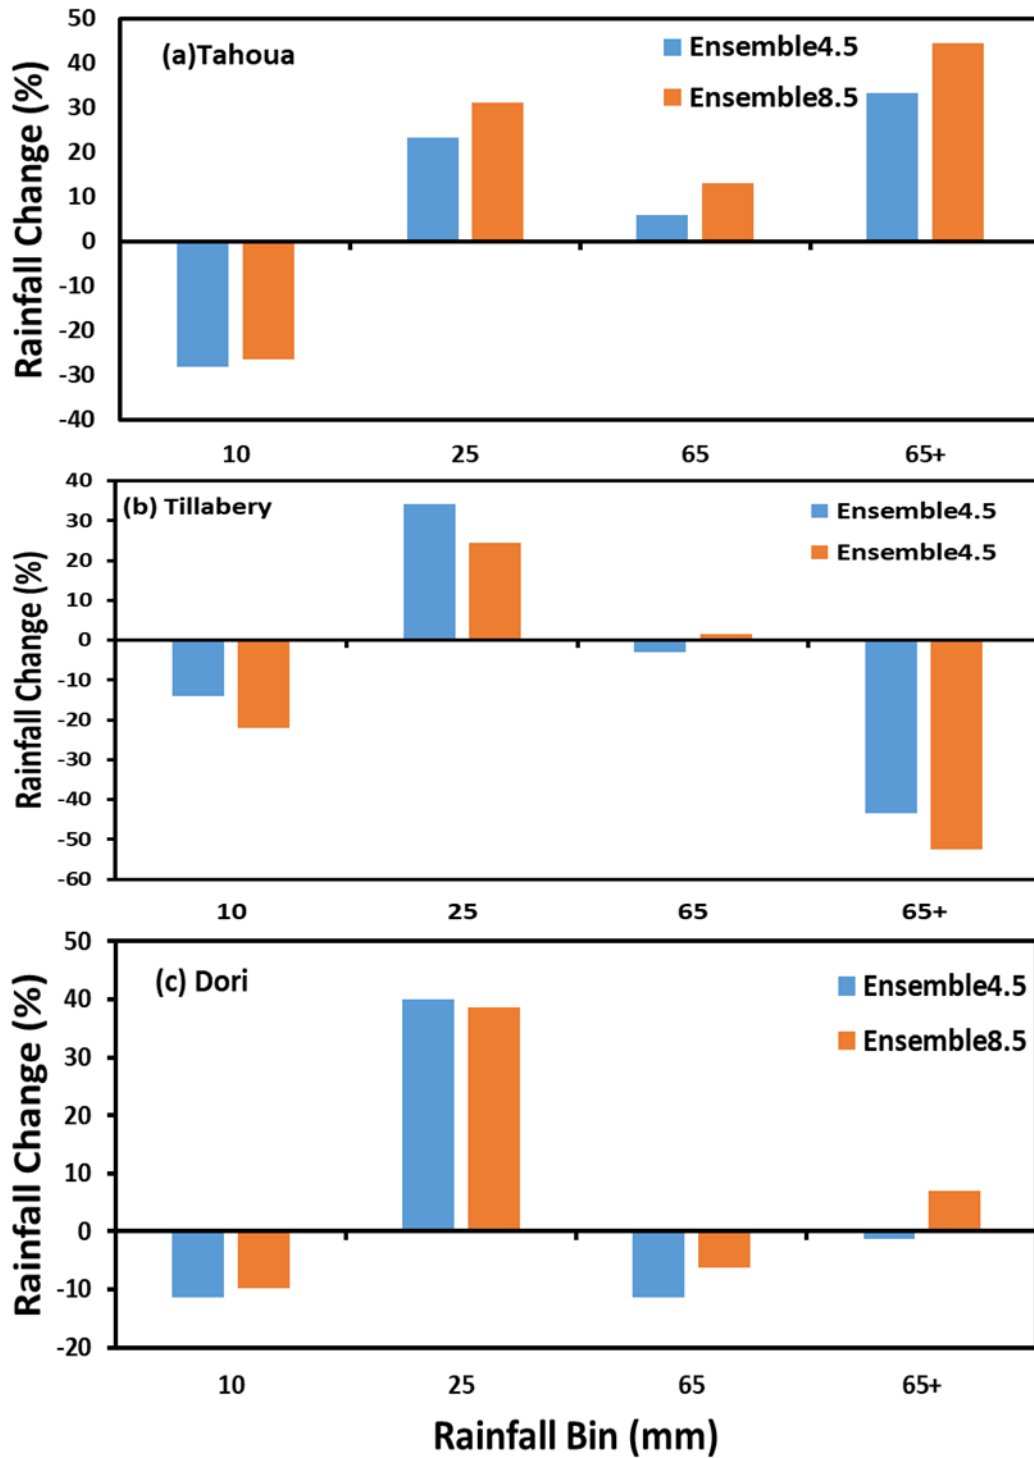 50
40
30
20
10
0
-10
-20
-30
-40
Rainfall Change (%)
(a)Tahoua
Ensemble4.5
Ensemble8.5
10 25 65 65+
40
30
20
10
0
-10
-20
-30
-40
-50
-60
Rainfall Change (%)
(b) Tillabery
Ensemble4.5
Ensemble4.5
10 25 65 65+
50
40
30
20
10
0
-10
-20
Rainfall Change (%)
(c) Dori
Ensemble4.5
Ensemble8.5
10 25 65 65+
Rainfall Bin (mm)